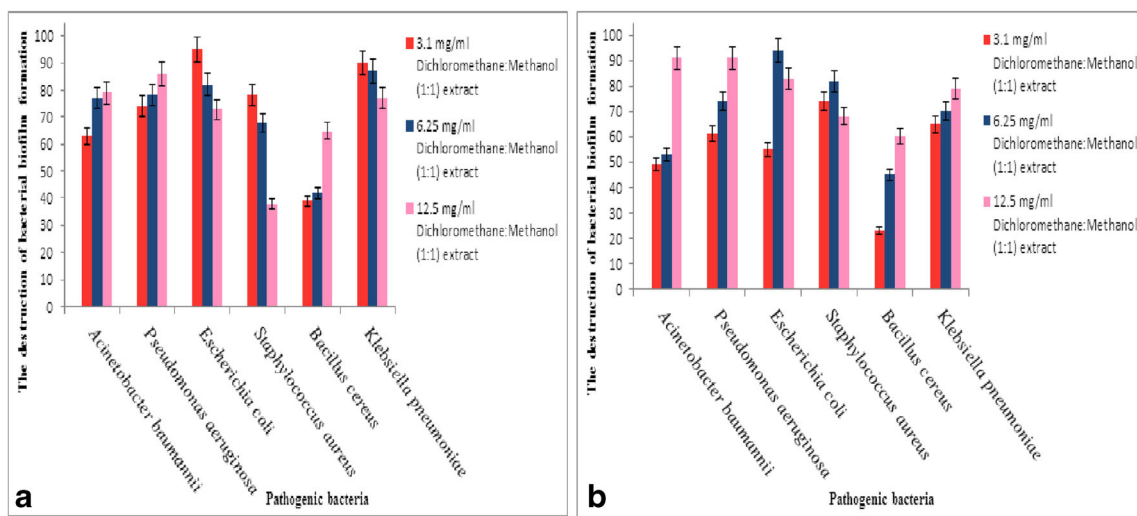 The destruction of bacterial biofilm formation
100
90
80
70
60
50
40
30
20
10
0
3.1 mg/ml
Dichloromethane:Methanol
(1:1) extract
6.25 mg/ml
Dichloromethane:Methanol
(1:1) extract
12.5 mg/ml
Dichloromethane:Methanol
(1:1) extract
Acinetobacter baumannii
Pseudomonas aeruginosa
Escherichia coli
Staphylococcus aureus
Bacillus cereus
Klebsiella pneumoniae
Pathogenic bacteria
a
The destruction of bacterial biofilm formation
100
90
80
70
60
50
40
30
20
10
0
3.1 mg/ml
Dichloromethane:Methanol
(1:1) extract
6.25 mg/ml
Dichloromethane:Methanol
(1:1) extract
12.5 mg/ml
Dichloromethane:Methanol
(1:1) extract
Acinetobacter baumannii
Pseudomonas aeruginosa
Escherichia coli
Staphylococcus aureus
Bacillus cereus
Klebsiella pneumoniae
Pathogenic bacteria
b